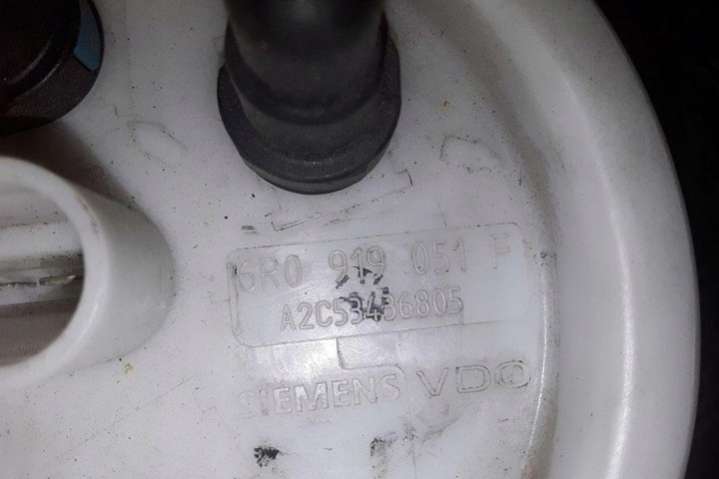 6R0 919 051 F
A2C53436805
SIEMENS VDO